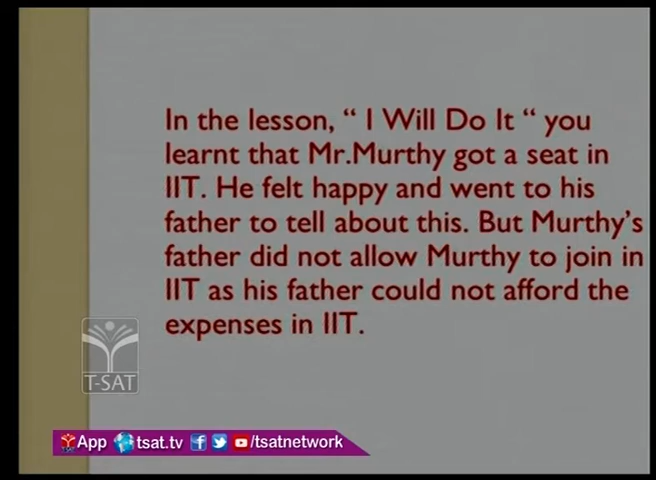 In the lesson, “ I Will Do It “ you
learnt that Mr.Murthy got a seat in
IIT. He felt happy and went to his
father to tell about this. But Murthy’s
father did not allow Murthy to join in
IIT as his father could not afford the
expenses in IIT.
T-SAT
App tsat.tv /tsatnetwork